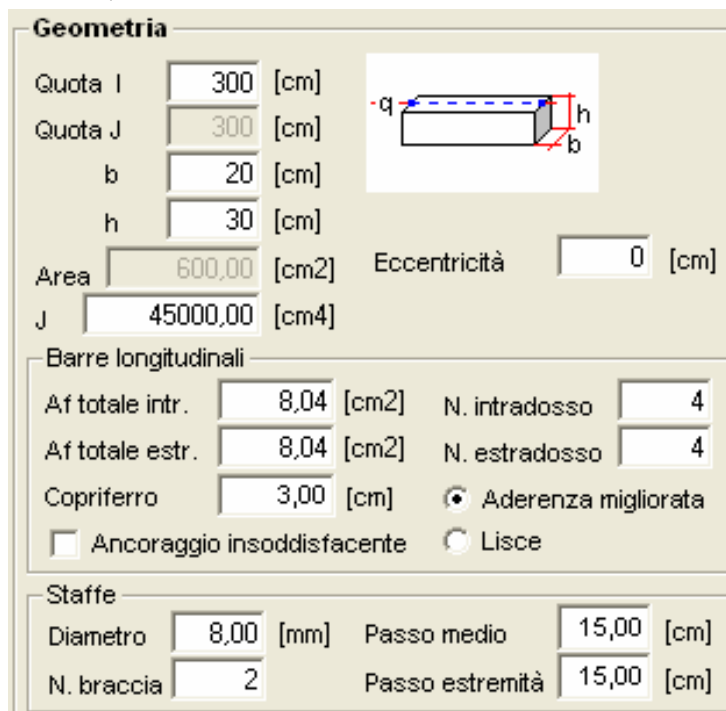 Geometria
Quota I 300 [cm]
Quota J 300 [cm]
b 20 [cm]
h 30 [cm]
Area 600,00 [cm2]
J 45000,00 [cm4]
q h
b
Eccentricità 0 [cm]
Barre longitudinali
Af totale intr. 8,04 [cm2] N. intradosso 4
Af totale estr. 8,04 [cm2] N. estradosso 4
Copriferro 3,00 [cm] Aderenza migliorata
Ancoraggio insoddisfacente Lisce
Staffe
Diametro 8,00 [mm] Passo medio 15,00 [cm]
N. braccia 2 Passo estremità 15,00 [cm]